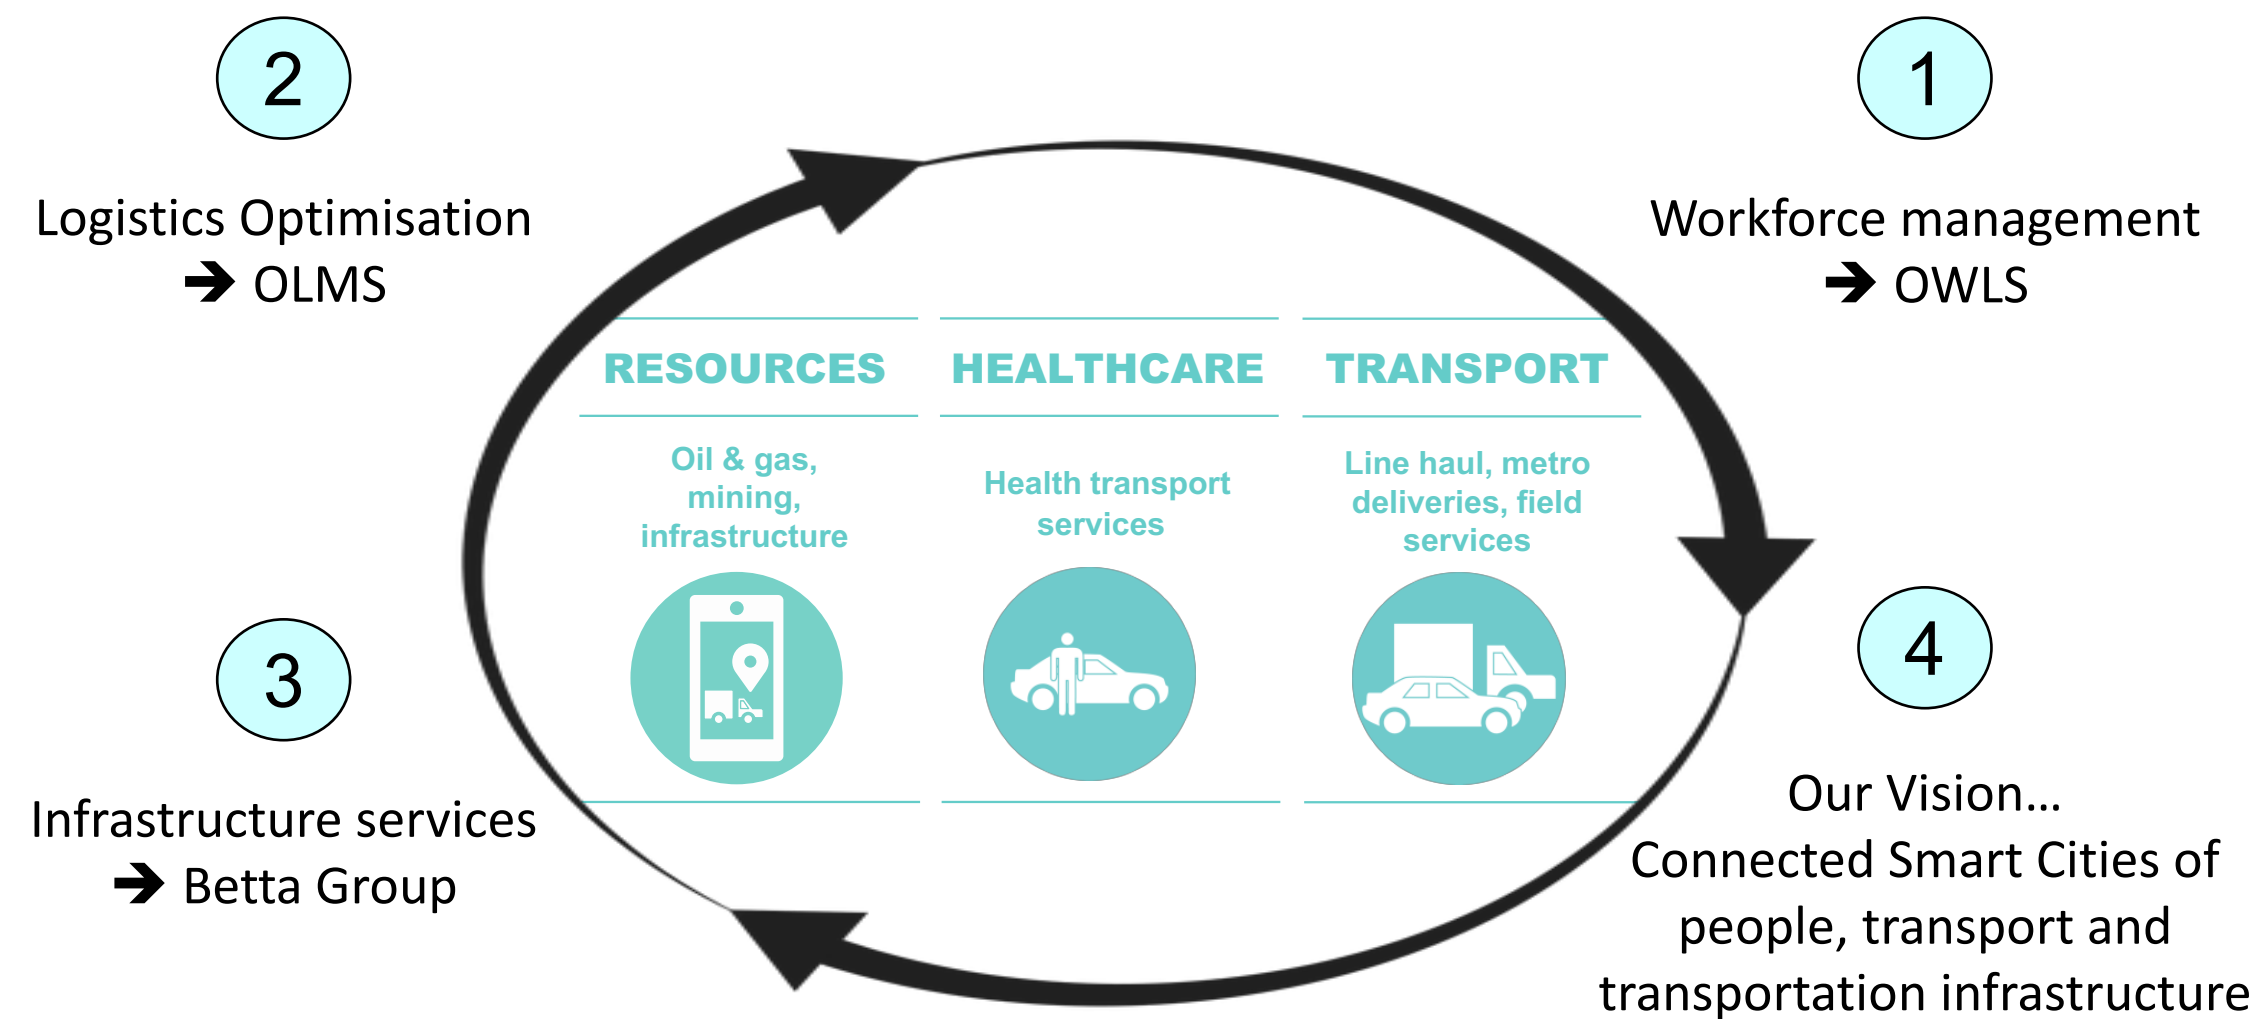 2
Logistics Optimisation
➔ OLMS
1
Workforce management
➔ OWLS
RESOURCES
Oil & gas,
mining,
infrastructure
HEALTHCARE
Health transport
services
TRANSPORT
Line haul, metro
deliveries, field
services
3
Infrastructure services
➔ Betta Group
4
Our Vision...
Connected Smart Cities of
people, transport and
transportation infrastructure